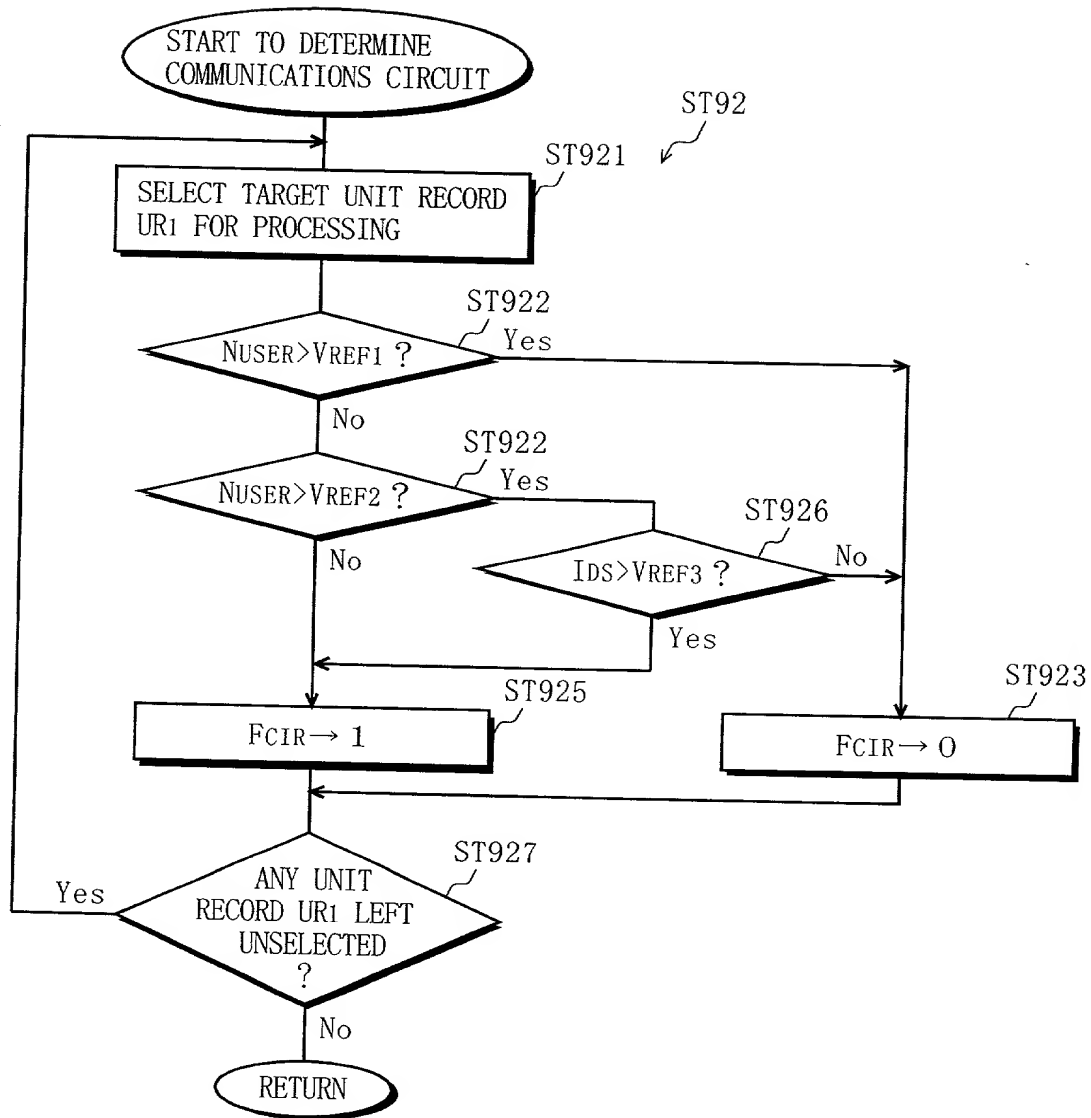 START TO DETERMINE
COMMUNICATIONS CIRCUIT
ST92
ST921
SELECT TARGET UNIT RECORD
UR1 FOR PROCESSING
ST922
NUSER>VREF1 ?
Yes
No
ST922
NUSER>VREF2 ?
Yes
No
ST926
IDS>VREF3 ?
No
Yes
ST925
FCIR→ 1
ST923
FCIR→ 0
ST927
ANY UNIT
RECORD UR1 LEFT
UNSELECTED
?
Yes
No
RETURN